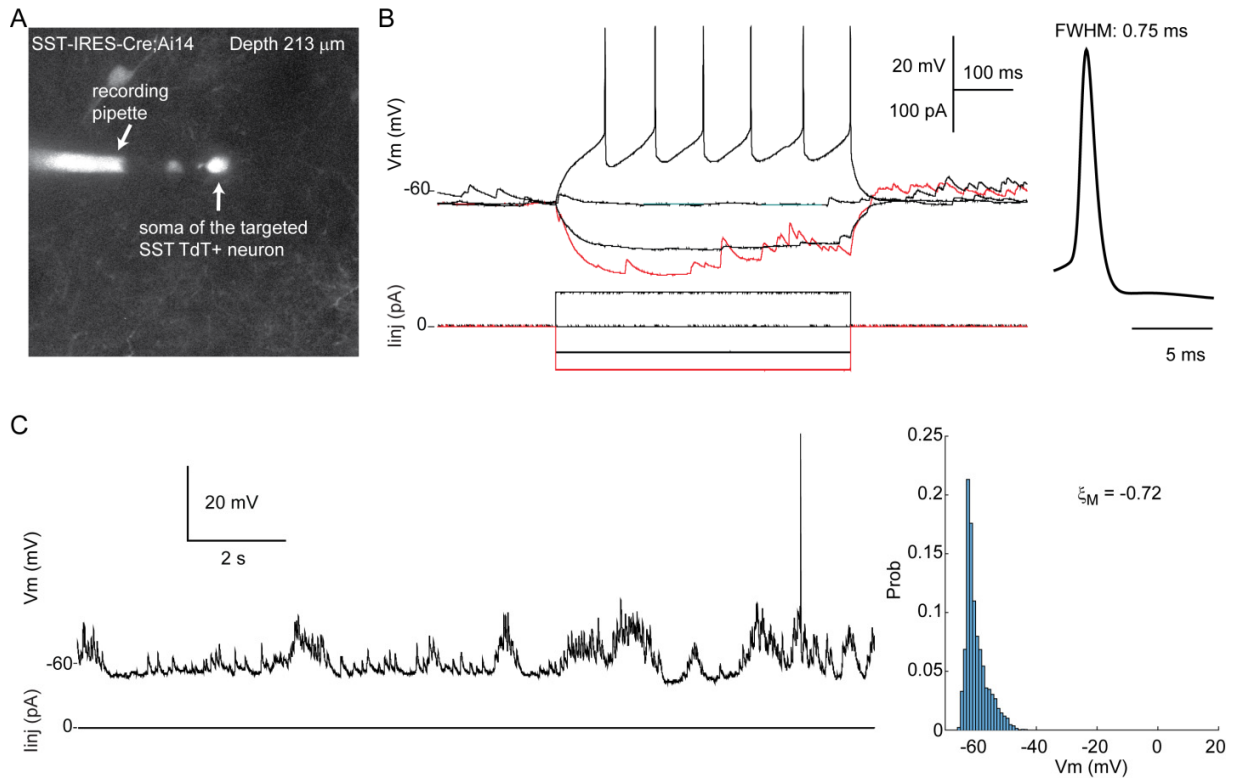 A
SST-IRES-Cre;Ai14 Depth 213 μm
recording
pipette
soma of the targeted
SST TdT+ neuron
B
Vm (mV)
-60
Iinj (pA)
0
20 mV
100 ms
100 pA
FWHM: 0.75 ms
5 ms
C
Vm (mV)
20 mV
2 s
-60
Iinj (pA)
0
Prob
0.25
0.2
0.15
0.1
0.05
0
ξM = -0.72
-60 -40 -20 0 20
Vm (mV)